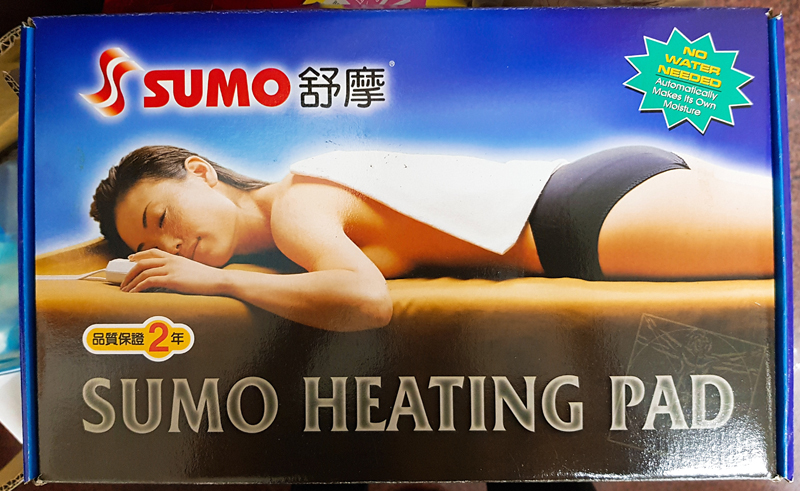 SUMO 舒摩®
NO
WATER
NEEDED
Automatically
Makes Its Own
Moisture
品質保證2年
SUMO HEATING PAD